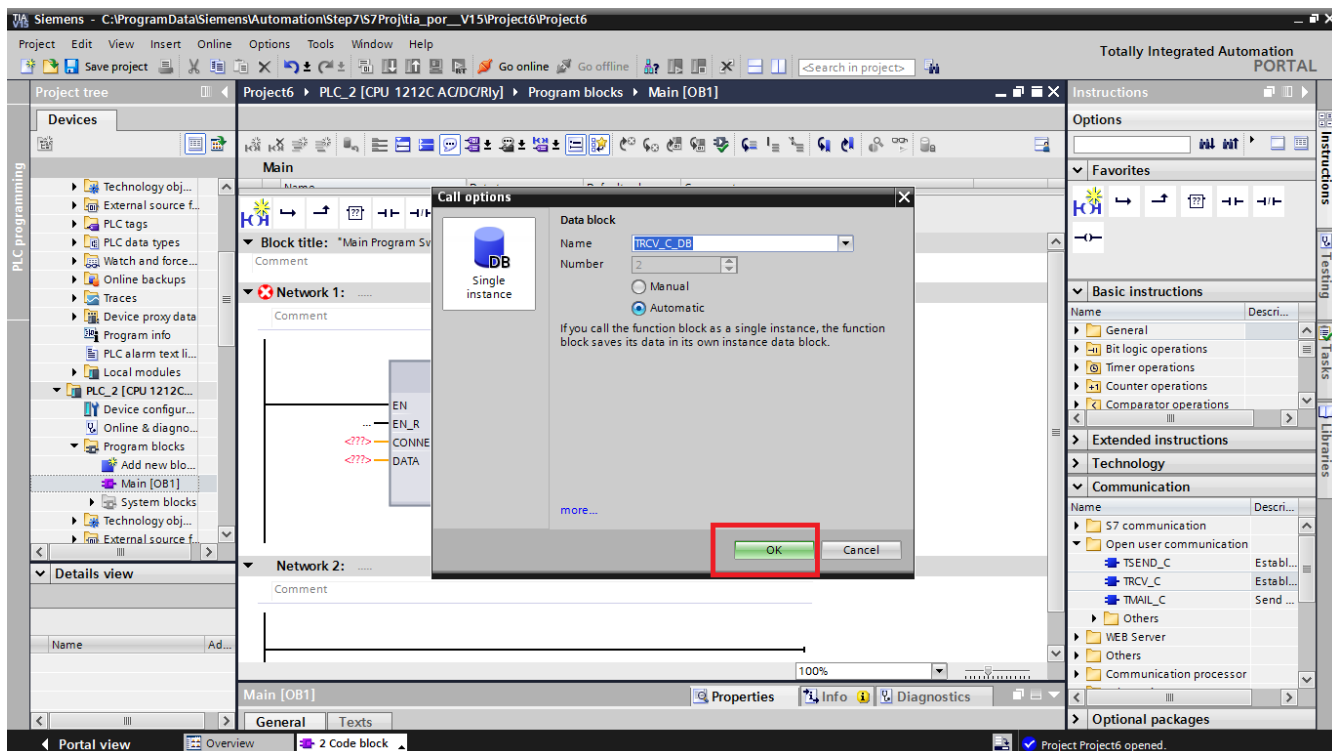 Siemens - C:\ProgramData\Siemens\Automation\Step7\S7Proj\tia_por__V15\Project6\Project6
Project Edit View Insert Online Options Tools Window Help
Totally Integrated Automation
PORTAL
Save project
Go online
Go offline
<Search in project>
Project tree
Project6 ▸ PLC_2 [CPU 1212C AC/DC/Rly] ▸ Program blocks ▸ Main [OB1]
Instructions
Devices
Options
PLC programming
Main
Technology obj...
External source f...
PLC tags
PLC data types
Watch and force...
Online backups
Traces
Device proxy data
Program info
PLC alarm text li...
Local modules
PLC_2 [CPU 1212C...
Device configur...
Online & diagno...
Program blocks
Add new blo...
Main [OB1]
System blocks
Technology obj...
External source f...
Details view
Name Ad...
Block title: "Main Program Sw
Comment
Network 1: .....
Comment
EN
... EN_R
<???> CONNE
<???> DATA
Network 2: .....
Comment
100%
Call options
DB
Single
instance
Data block
Name TRCV_C_DB
Number 2
Manual
Automatic
If you call the function block as a single instance, the function
block saves its data in its own instance data block.
more...
OK Cancel
Favorites
Basic instructions
Name Descri...
General
Bit logic operations
Timer operations
Counter operations
Comparator operations
Extended instructions
Technology
Communication
Name Descri...
S7 communication
Open user communication
TSEND_C Establ...
TRCV_C Establ...
TMAIL_C Send ...
Others
WEB Server
Others
Communication processor
Optional packages
Instructions
Testing
Tasks
Libraries
Main [OB1]
Properties Info Diagnostics
General Texts
Portal view Overview 2 Code block
Project Project6 opened.